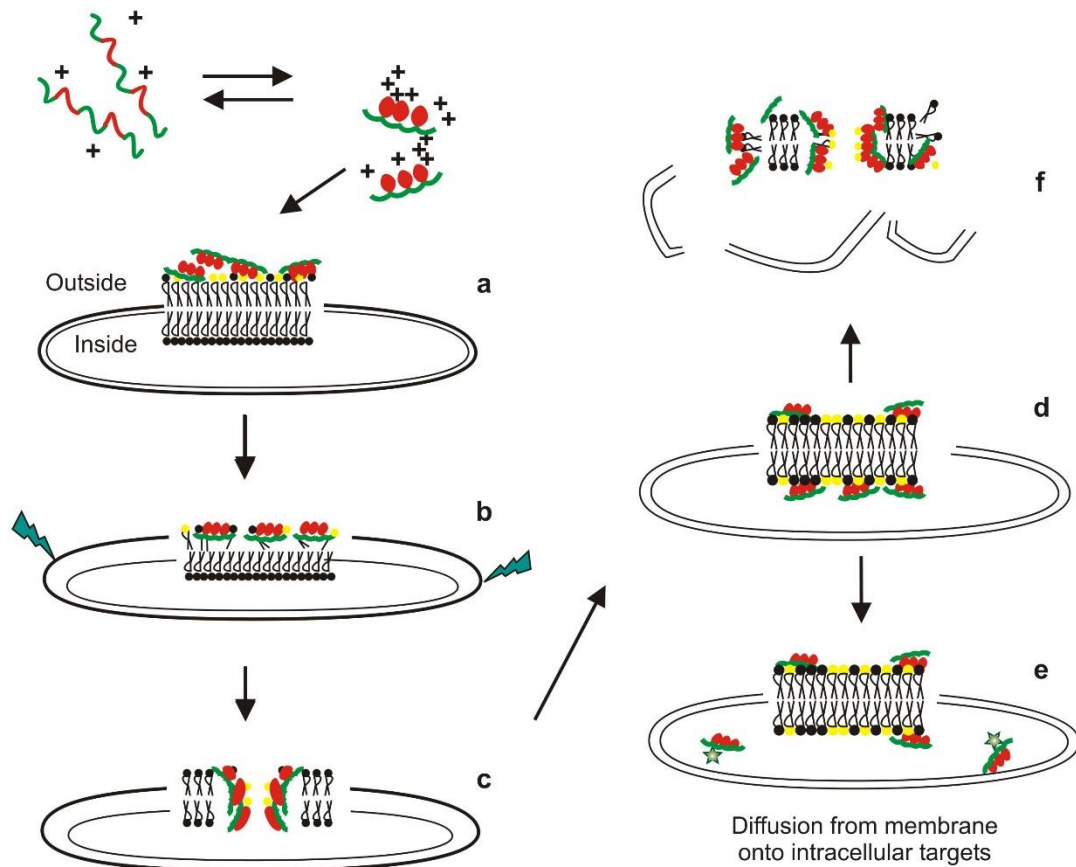 a
Outside
Inside
b
c
f
d
e
Diffusion from membrane
onto intracellular targets